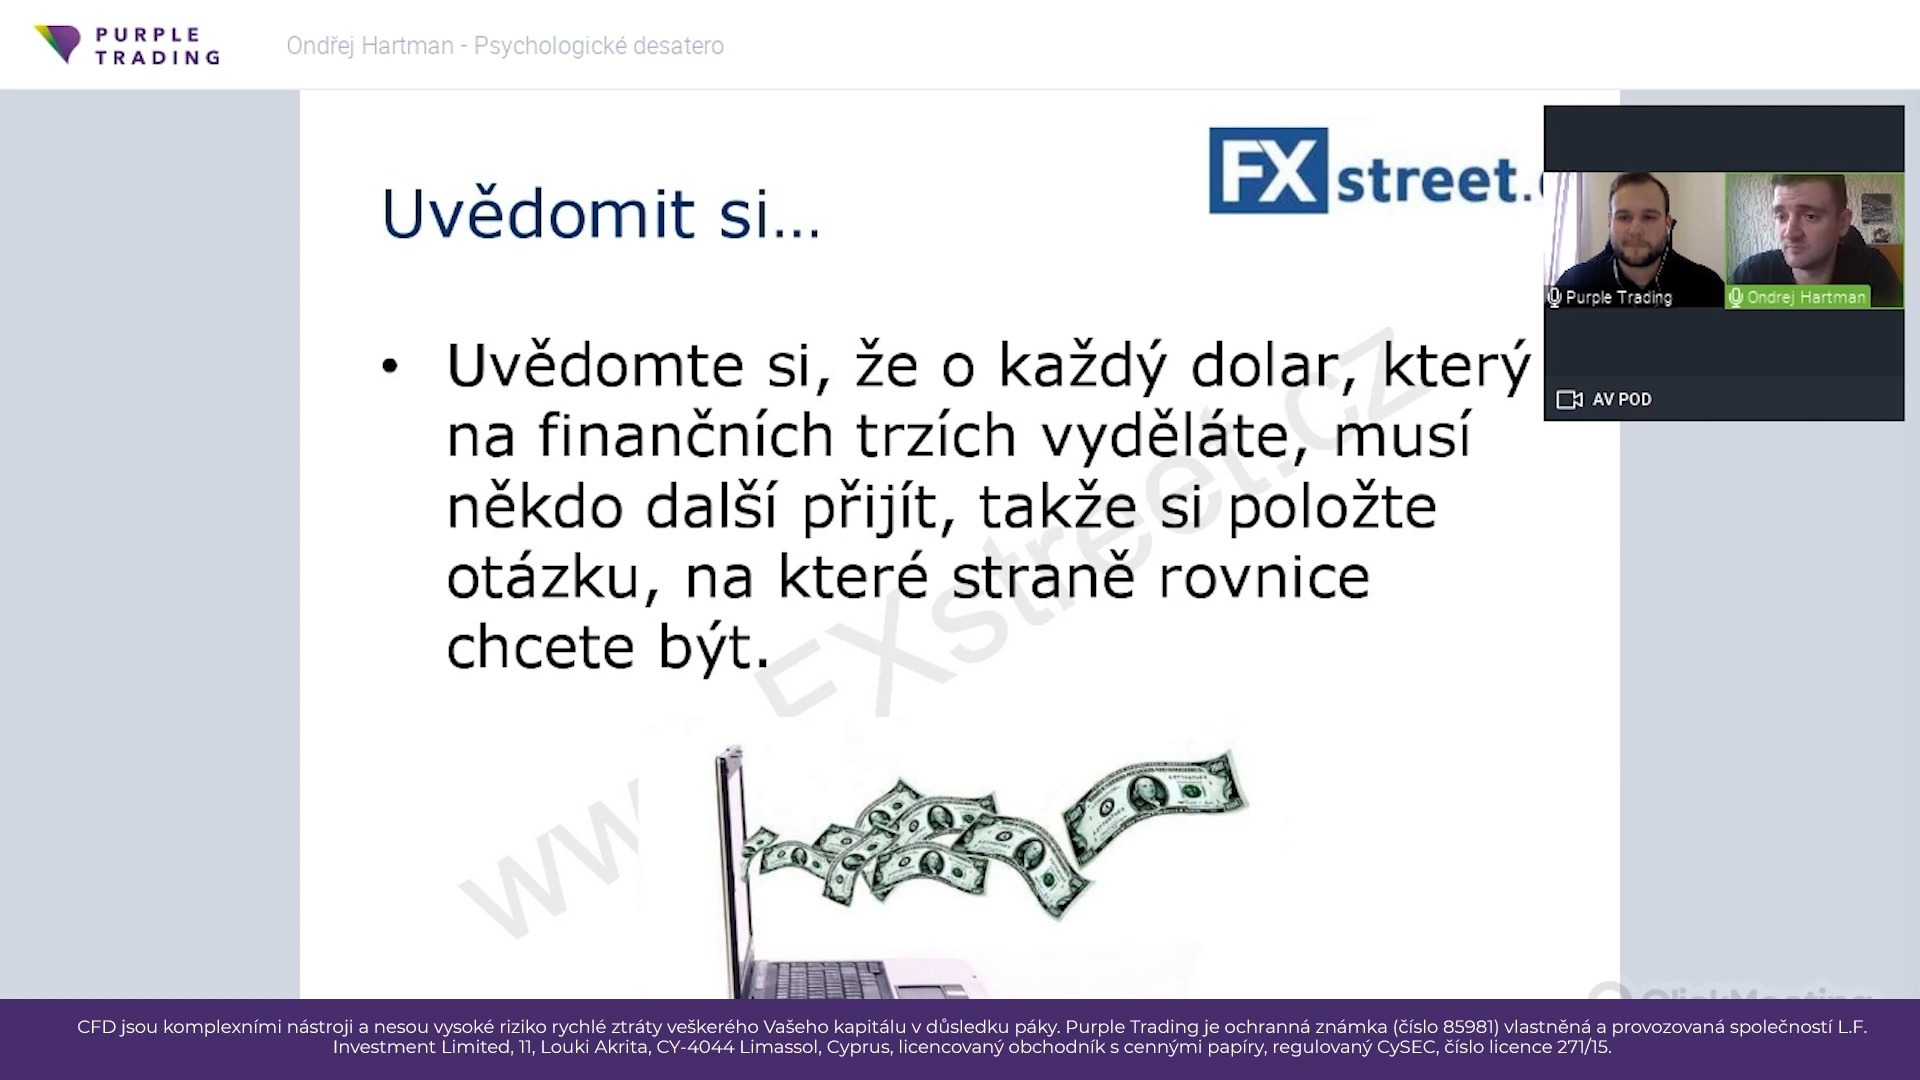 PURPLE
TRADING
Ondřej Hartman - Psychologické desatero
Uvědomit si...
FXstreet.
Purple Trading
Ondrej Hartman
AV POD
• Uvědomte si, že o každý dolar, který
na finančních trzích vyděláte, musí
někdo další přijít, takže si položte
otázku, na které straně rovnice
chcete být.
FXstreet.cz
CFD jsou komplexními nástroji a nesou vysoké riziko rychlé ztráty veškerého Vašeho kapitálu v důsledku páky. Purple Trading je ochranná známka (číslo 85981) vlastněná a provozovaná společností L.F.
Investment Limited, 11, Louki Akrita, CY-4044 Limassol, Cyprus, licencovaný obchodník s cennými papíry, regulovaný CySEC, číslo licence 271/15.